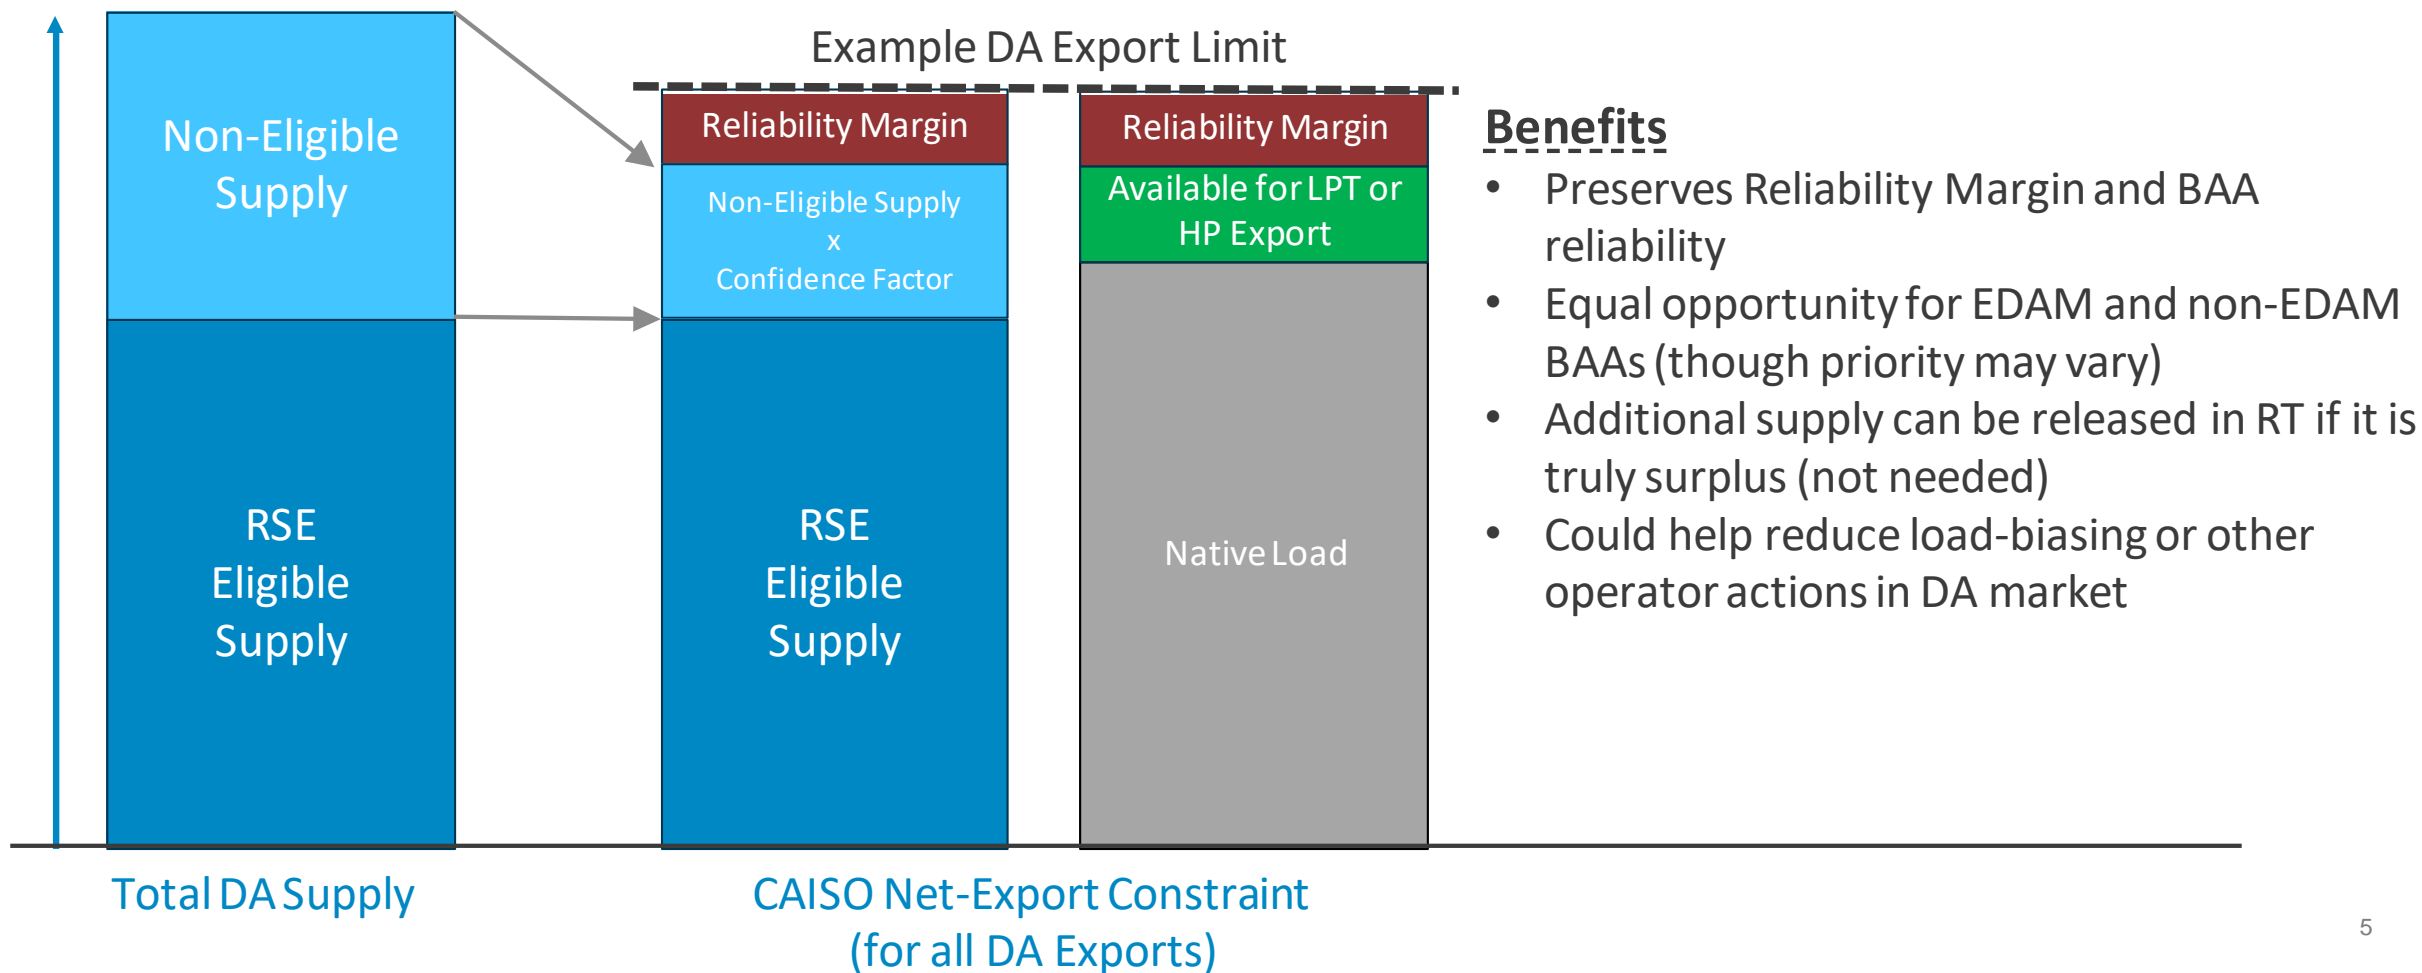 Example DA Export Limit
Non-Eligible
Supply
RSE
Eligible
Supply
Reliability Margin
Non-Eligible Supply
x
Confidence Factor
RSE
Eligible
Supply
Reliability Margin
Available for LPT or
HP Export
Native Load
Benefits
• Preserves Reliability Margin and BAA
reliability
• Equal opportunity for EDAM and non-EDAM
BAAs (though priority may vary)
• Additional supply can be released in RT if it is
truly surplus (not needed)
• Could help reduce load-biasing or other
operator actions in DA market
Total DA Supply
CAISO Net-Export Constraint
(for all DA Exports)
5